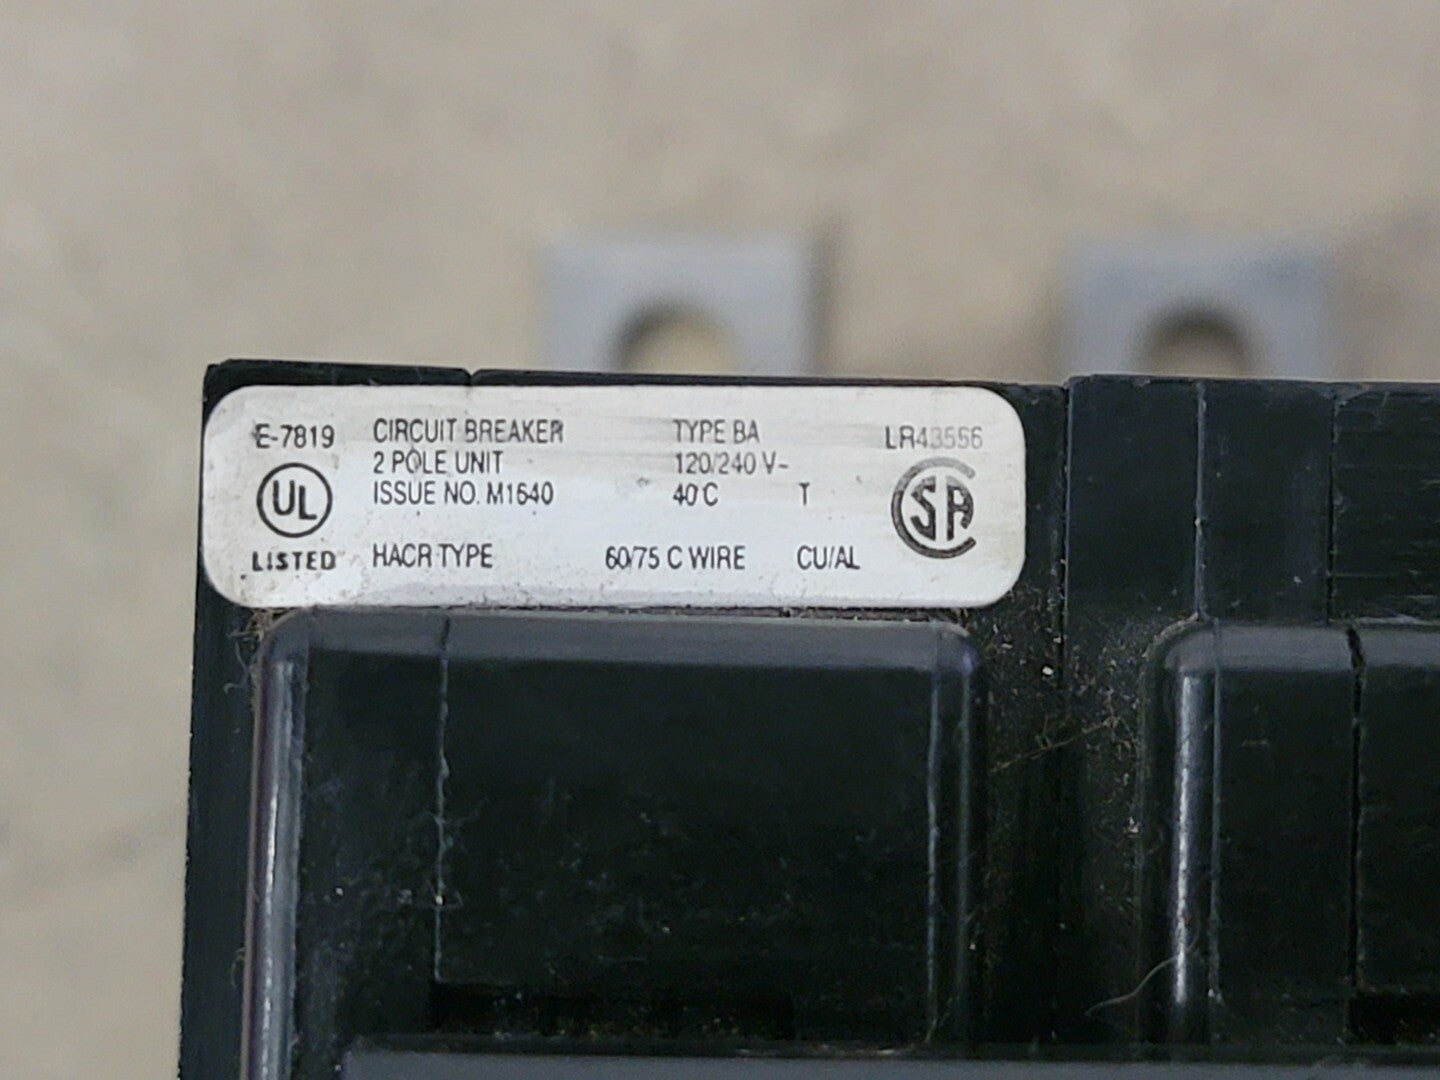 E-7819
UL
LISTED
CIRCUIT BREAKER
2 POLE UNIT
ISSUE NO. M1640
HACR TYPE
TYPE BA
120/240 V~
40°C T
60/75 C WIRE CU/AL
LR43556
SA